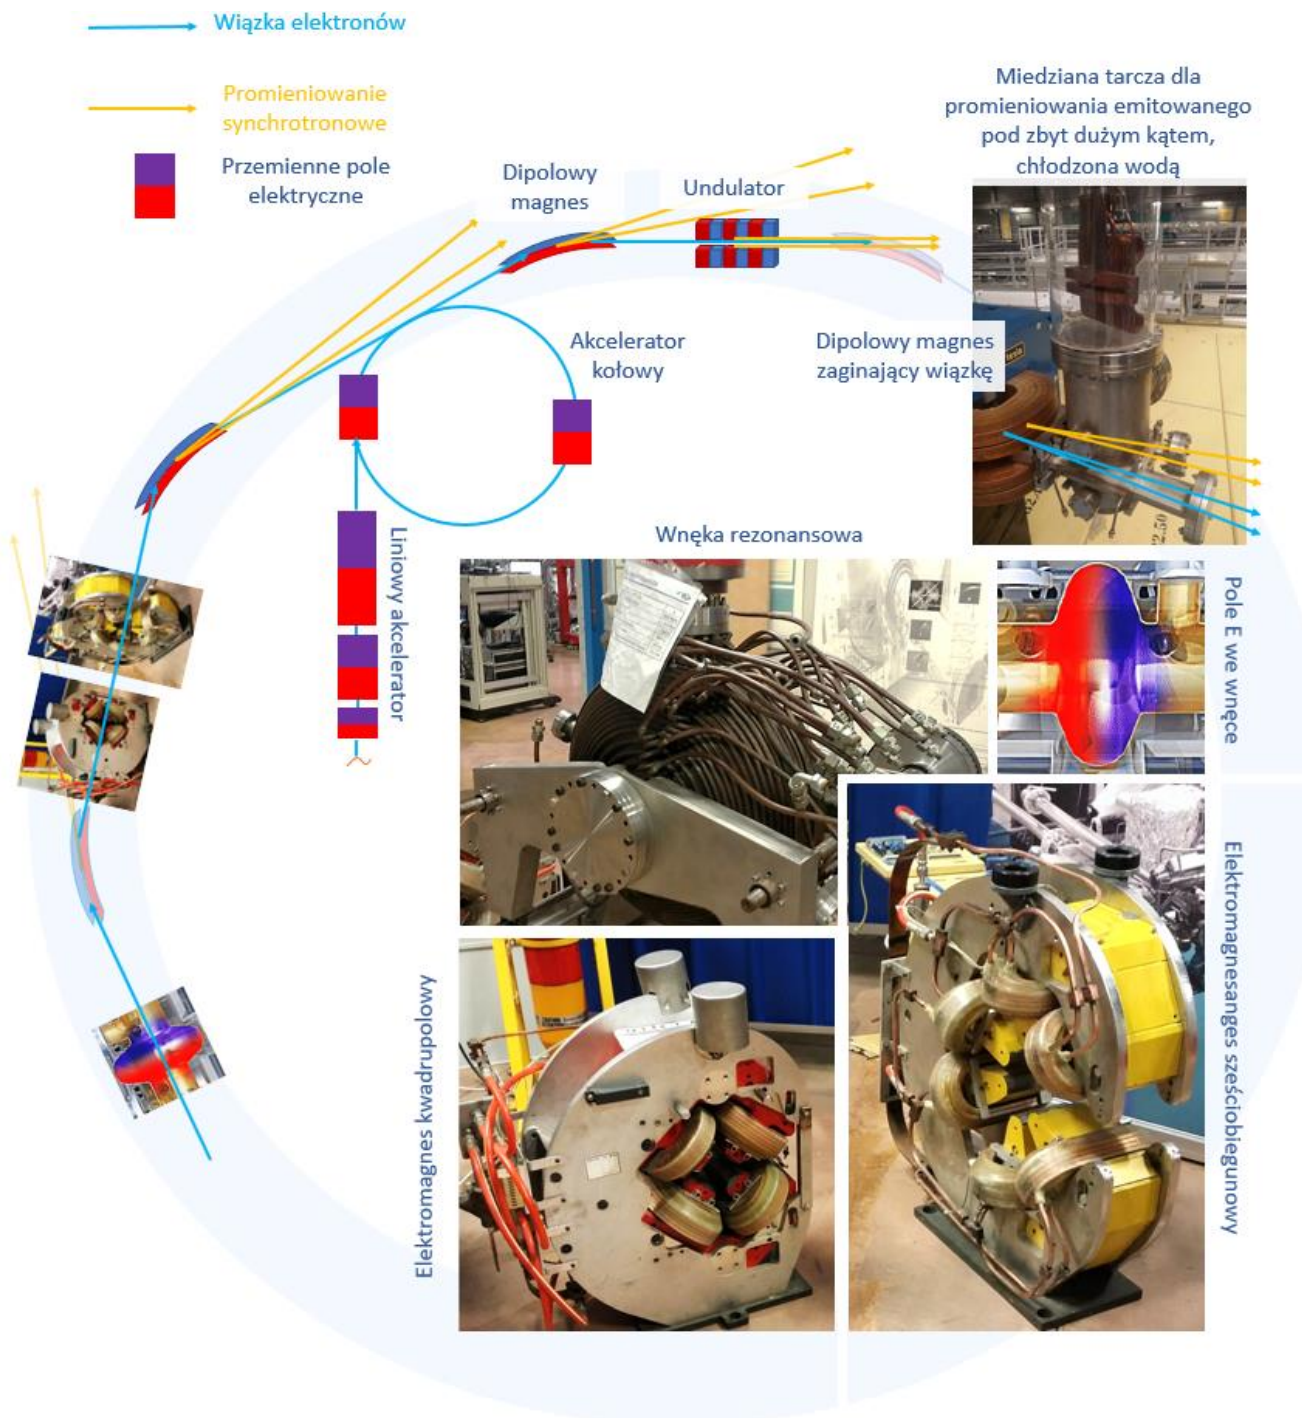 Wiązka elektronów
Promieniowanie
synchrotronowe
Przemienne pole
elektryczne
Dipolowy
magnes
Undulator
Miedziana tarcza dla
promieniowania emitowanego
pod zbyt dużym kątem,
chłodzona wodą
Akcelerator
kołowy
Dipolowy magnes
zaginający wiązkę
Liniowy akcelerator
Wnęka rezonansowa
Pole E we wnęce
Elektromagnes kwadrupolowy
Elektromagnesanges sześciobiegunowy